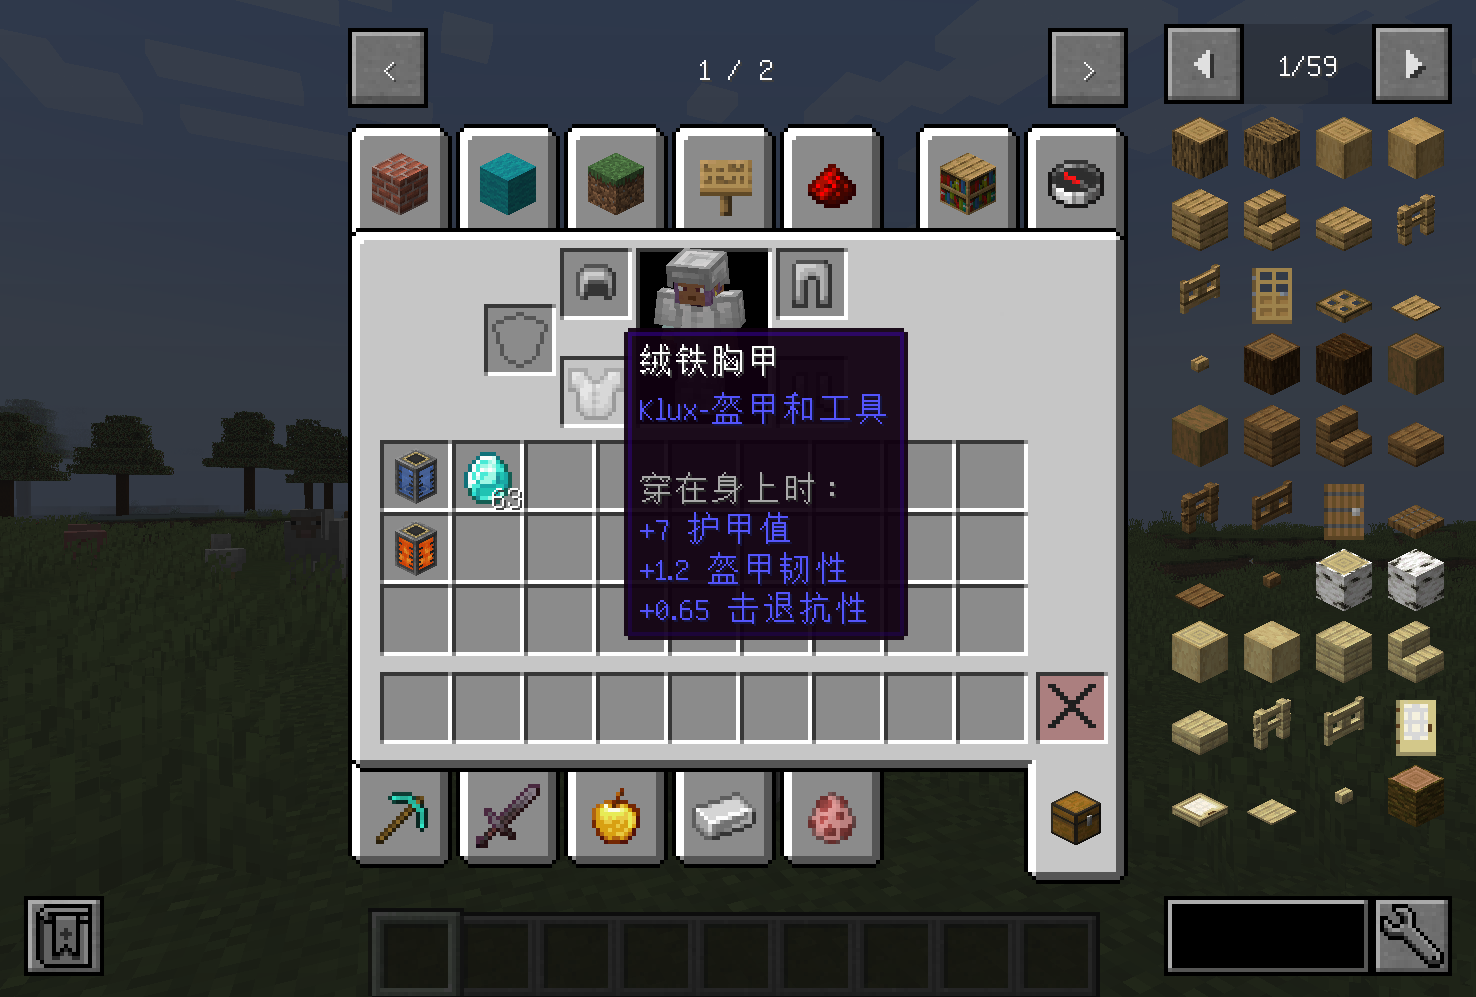 <
1 / 2
>
1/59
绒铁胸甲
Klux-盔甲和工具
穿在身上时：
+7 护甲值
+1.2 盔甲韧性
+0.65 击退抗性
63